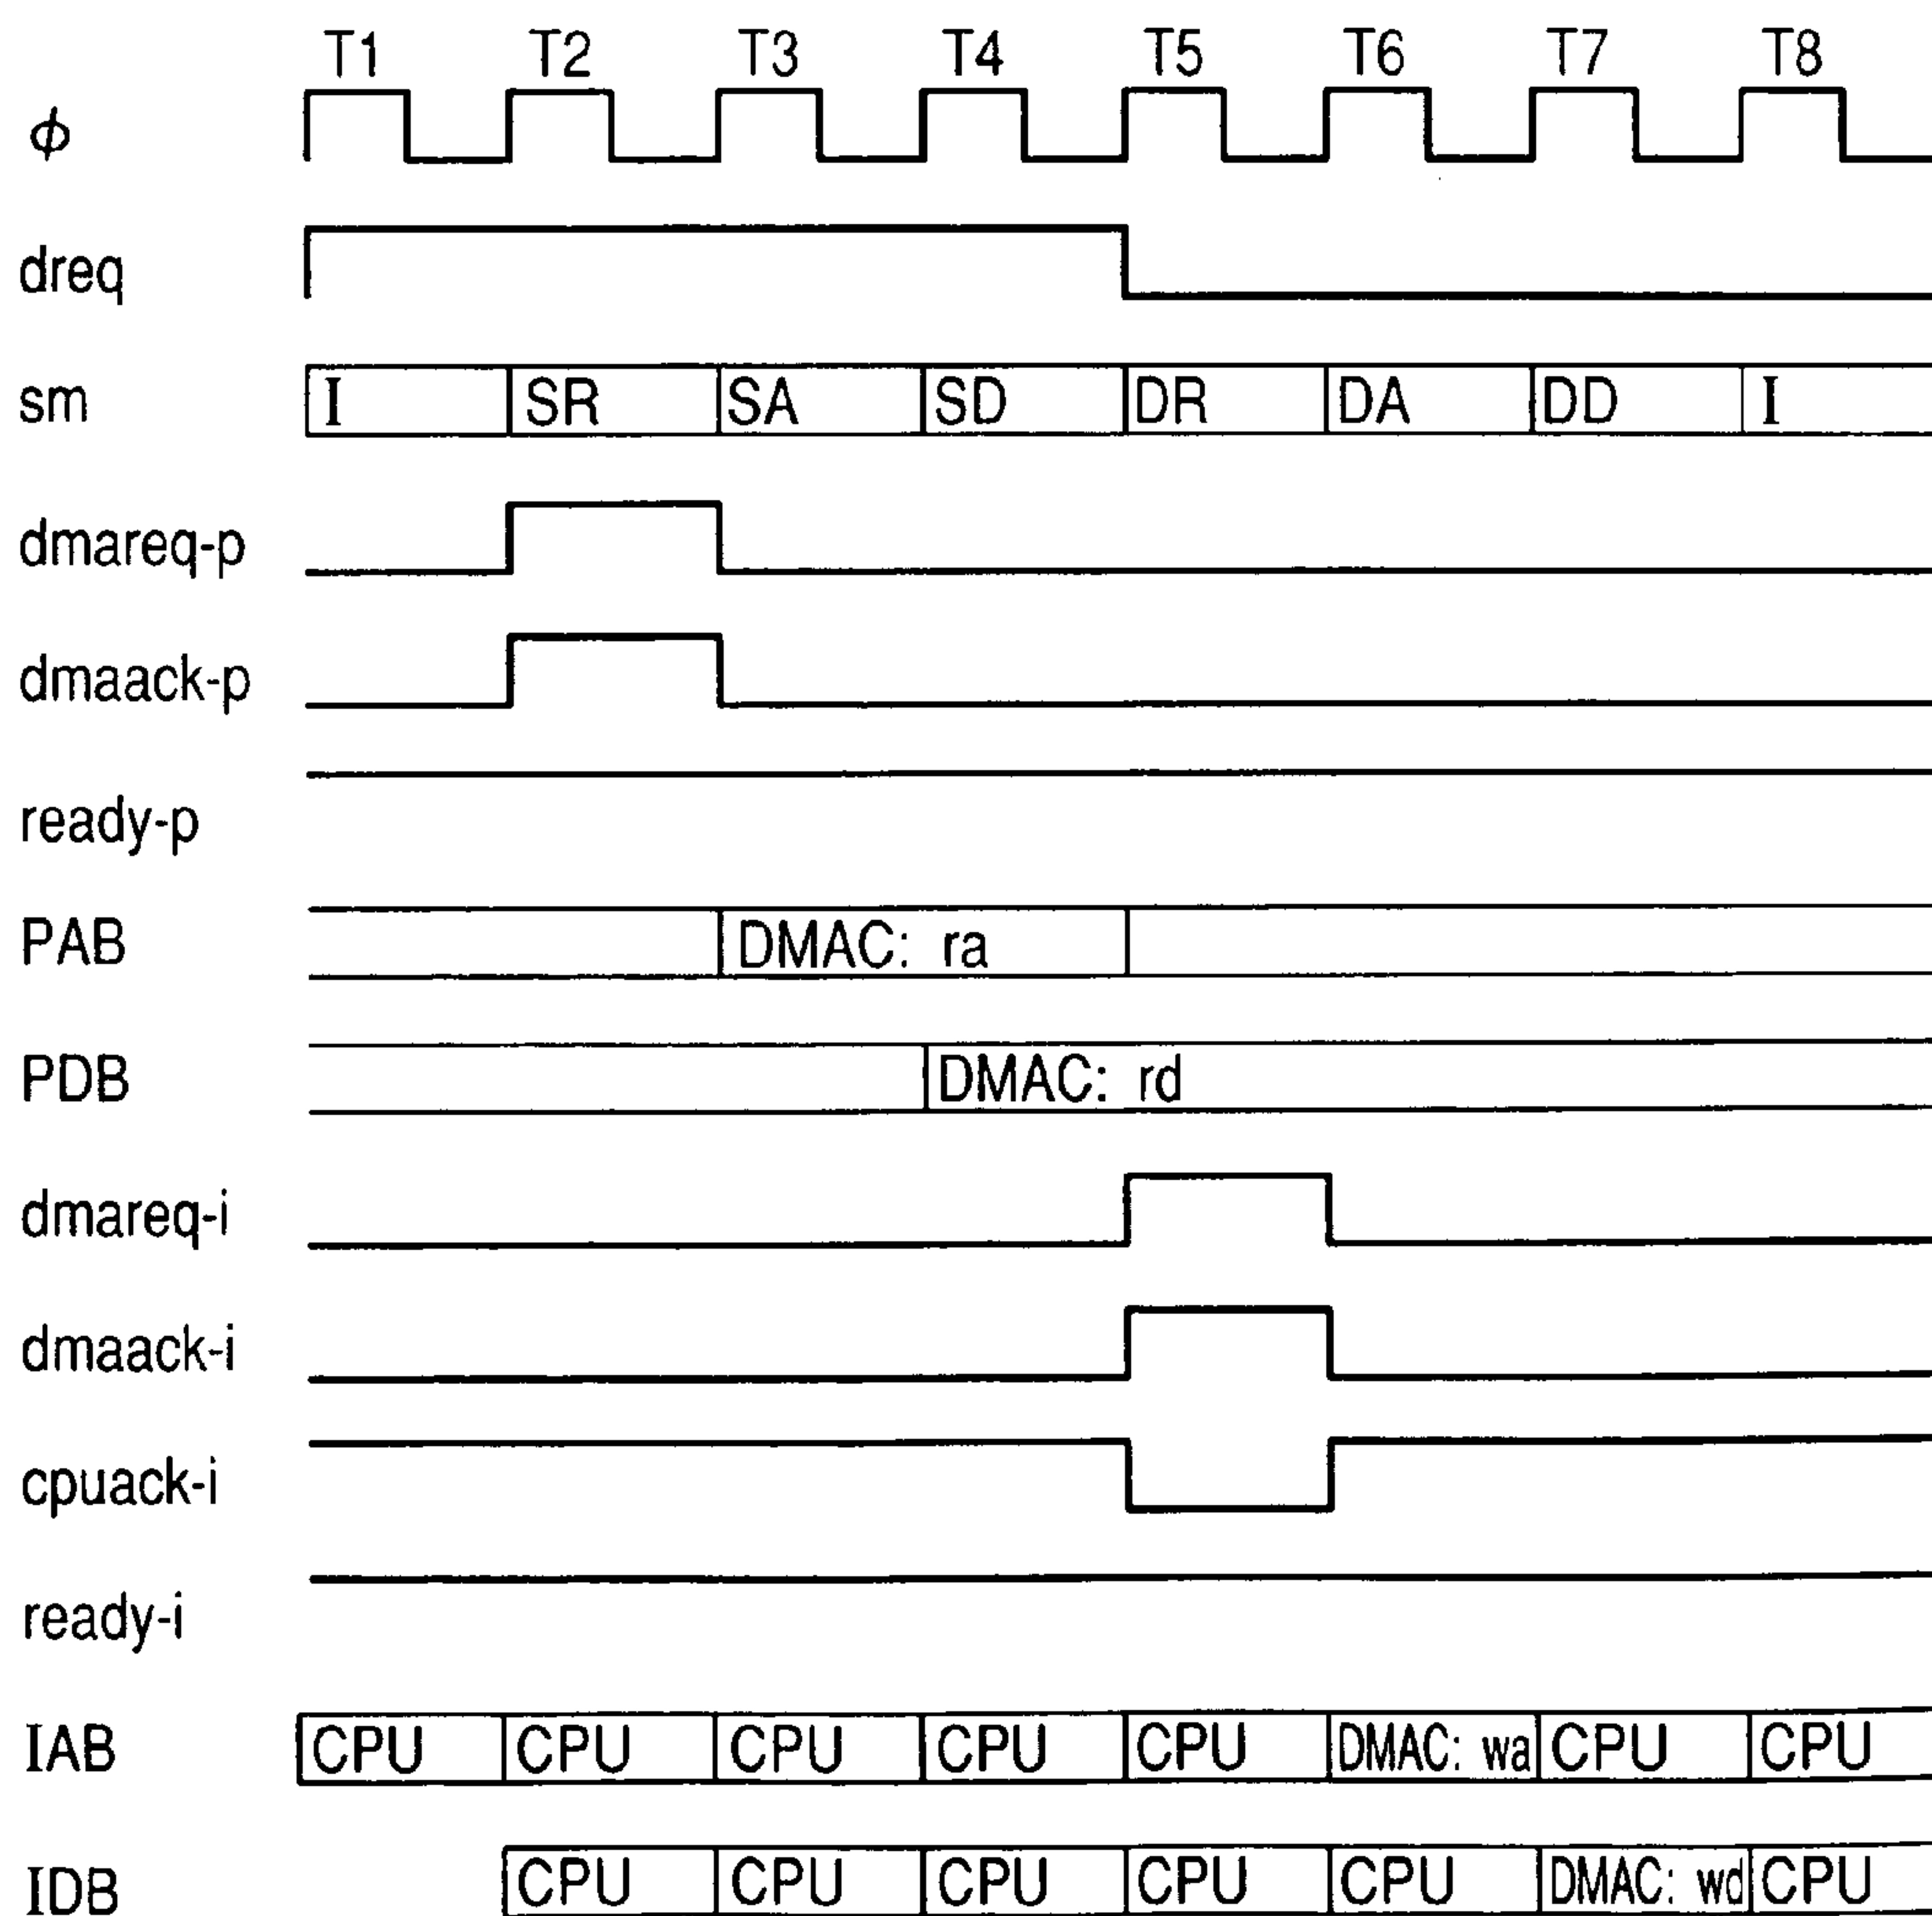 T1 T2 T3 T4 T5 T6 T7 T8
ϕ
dreq
sm I SR SA SD DR DA DD I
dmareq-p
dmaack-p
ready-p
PAB DMAC: ra
PDB DMAC: rd
dmareq-i
dmaack-i
cpuack-i
ready-i
IAB CPU CPU CPU CPU CPU DMAC: wa CPU CPU
IDB CPU CPU CPU CPU CPU DMAC: wd CPU